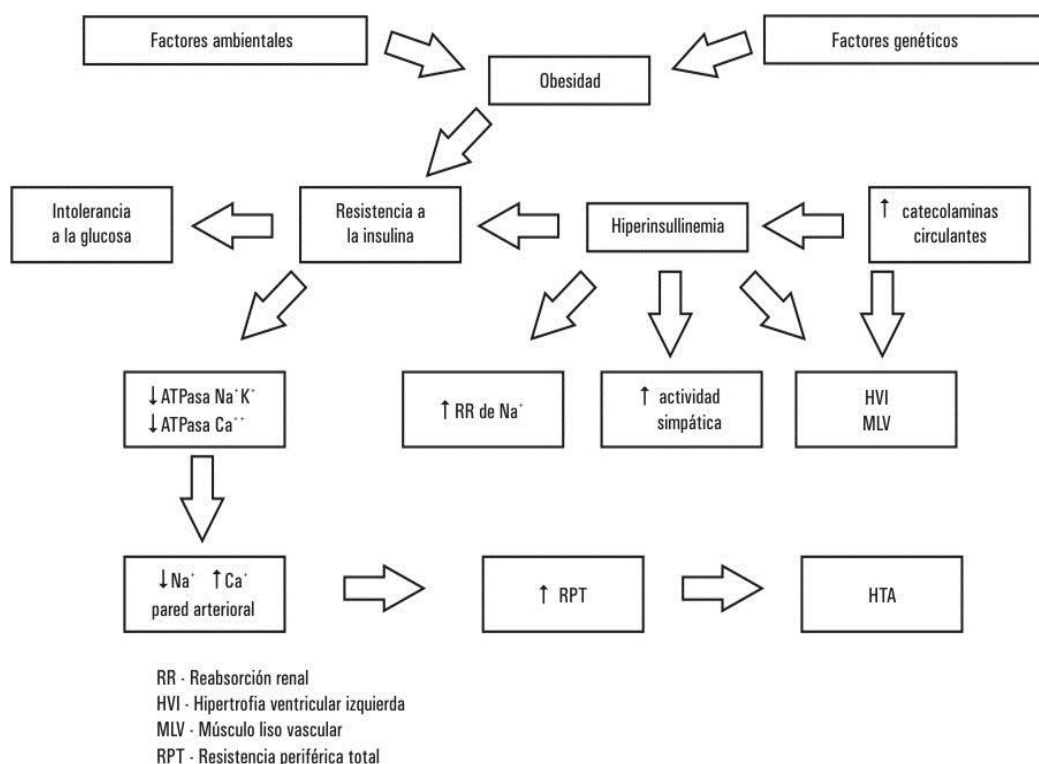 Factores ambientales
Factores genéticos
Obesidad
Intolerancia
a la glucosa
Resistencia a
la insulina
Hiperinsullinemia
↑ catecolaminas
circulantes
↓ATPasa Na⁺K⁺
↓ATPasa Ca⁺⁺
↑ RR de Na⁺
↑ actividad
simpática
HVI
MLV
↓Na⁺ ↑Ca⁺
pared arterioral
↑ RPT
HTA
RR - Reabsorción renal
HVI - Hipertrofia ventricular izquierda
MLV - Músculo liso vascular
RPT - Resistencia periférica total